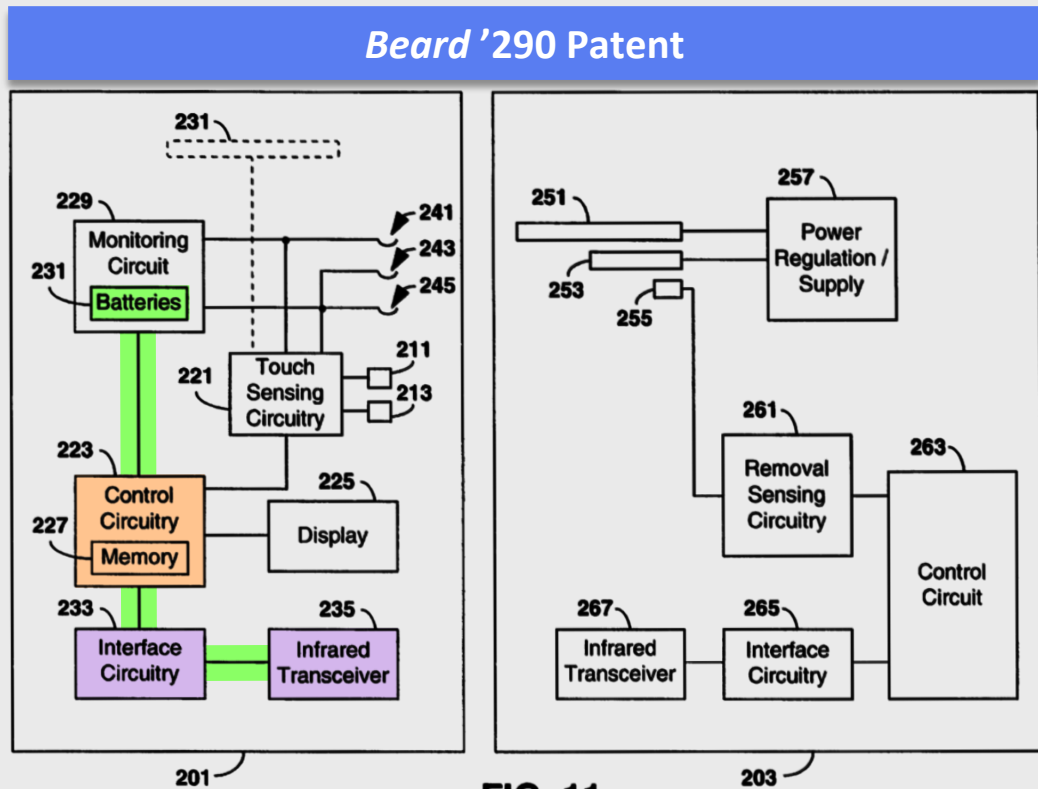 Beard ’290 Patent
231
229
Monitoring
Circuit
231
Batteries
241
243
245
221
Touch
Sensing
Circuitry
211
213
223
Control
Circuitry
227
Memory
225
Display
233
Interface
Circuitry
235
Infrared
Transceiver
201
251
253
255
257
Power
Regulation /
Supply
261
Removal
Sensing
Circuitry
263
Control
Circuit
267
Infrared
Transceiver
265
Interface
Circuitry
203
FIG. 11